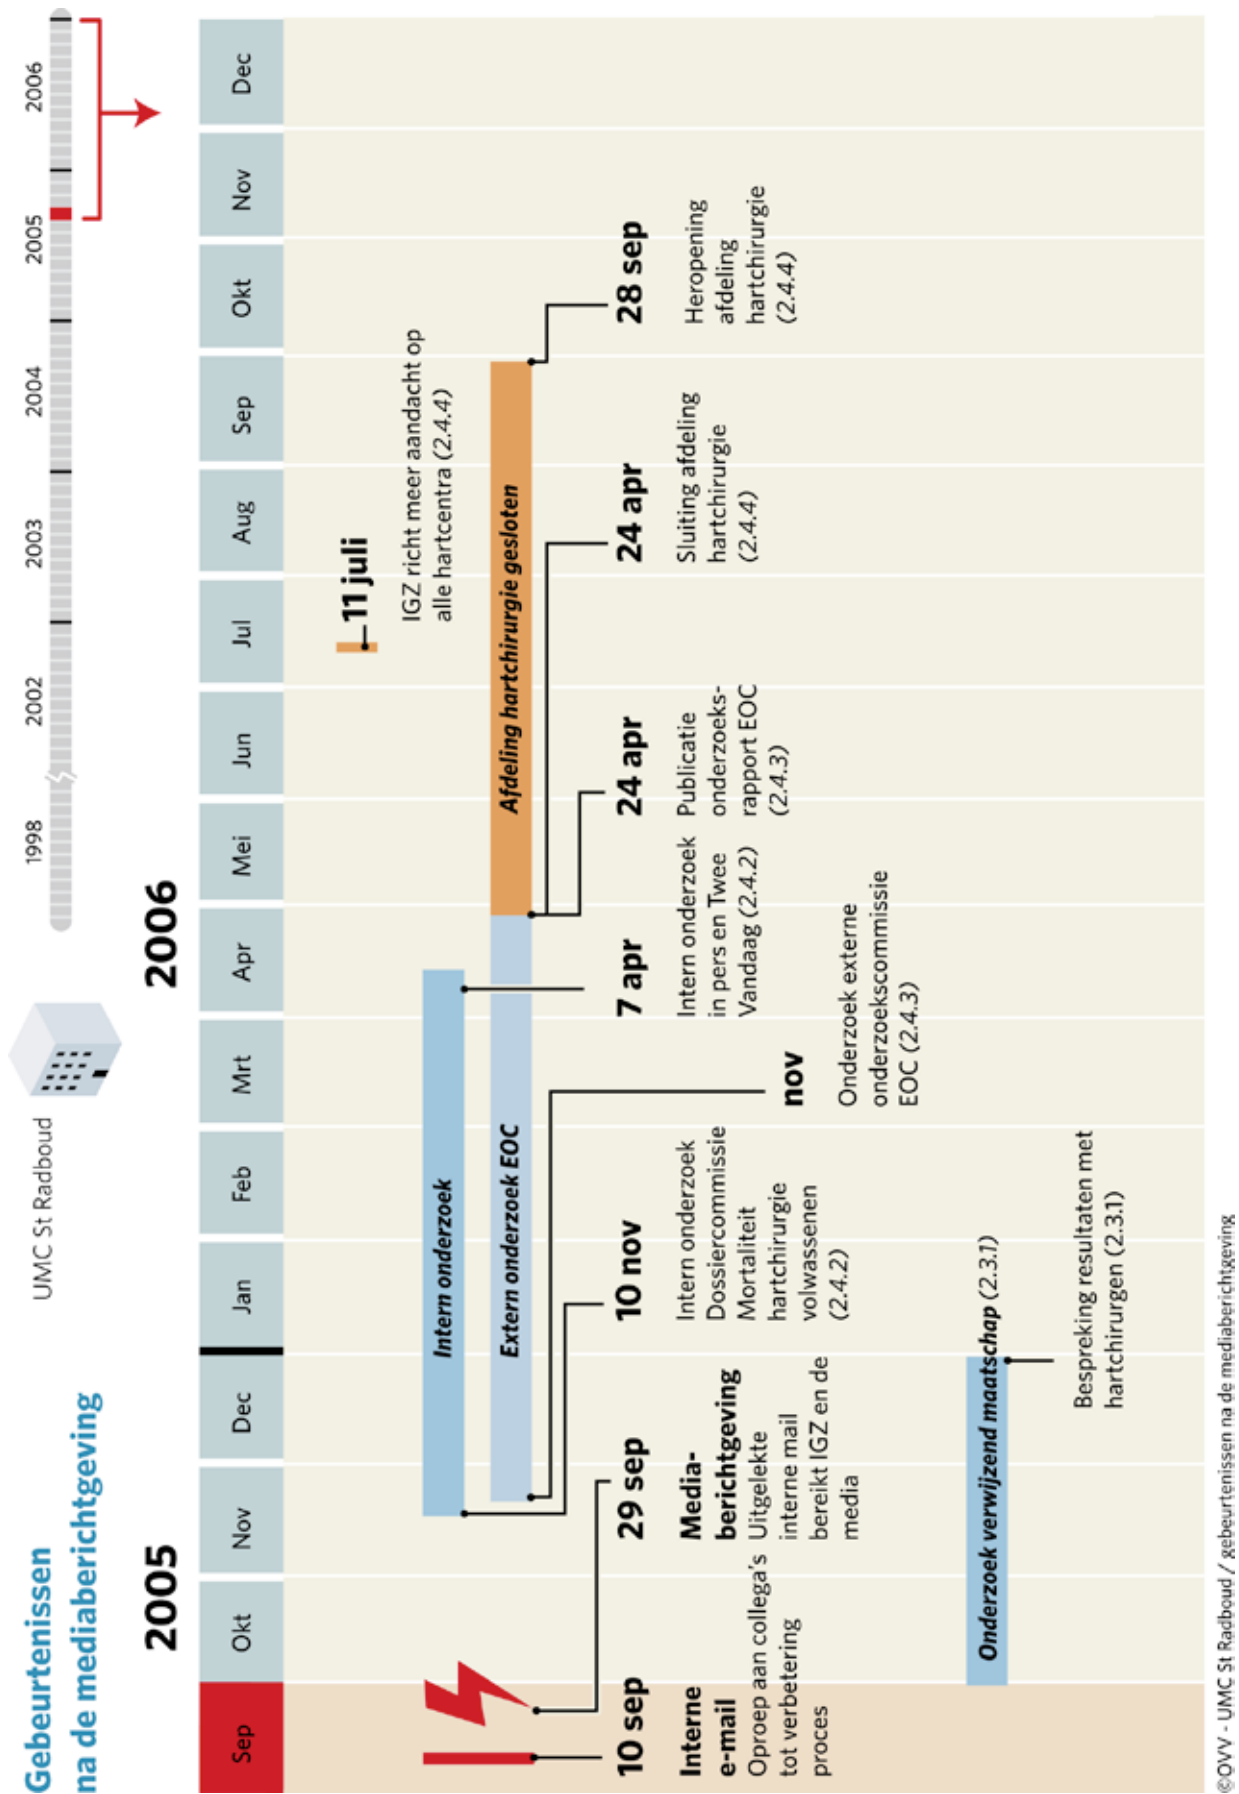 Gebeurtenissen
na de mediaberichtgeving
UMC St Radboud
1998
2002
2003
2004
2005
2006
2005
2006
Sep
Okt
Nov
Dec
Jan
Feb
Mrt
Apr
Mei
Jun
Jul
Aug
Sep
Okt
Nov
Dec
11 juli
IGZ richt meer aandacht op
alle hartcentra (2.4.4)
Intern onderzoek
Extern onderzoek EOC
Afdeling hartchirurgie gesloten
10 sep
Interne
e-mail
Oproep aan collega's
tot verbetering
proces
29 sep
Media-
berichtgeving
Uitgelekte
interne mail
bereikt IGZ en de
media
10 nov
Intern onderzoek
Dossiercommissie
Mortaliteit
hartchirurgie
volwassenen
(2.4.2)
nov
Onderzoek externe
onderzoekscommissie
EOC (2.4.3)
7 apr
Intern onderzoek
in pers en Twee
Vandaag (2.4.2)
24 apr
Publicatie
onderzoeks-
rapport EOC
(2.4.3)
24 apr
Sluiting afdeling
hartchirurgie
(2.4.4)
28 sep
Heropening
afdeling
hartchirurgie
(2.4.4)
Onderzoek verwijzend maatschap (2.3.1)
Bespreking resultaten met
hartchirurgen (2.3.1)
©OVV - UMC St Radboud / gebeurtenissen na de mediaberichtgeving